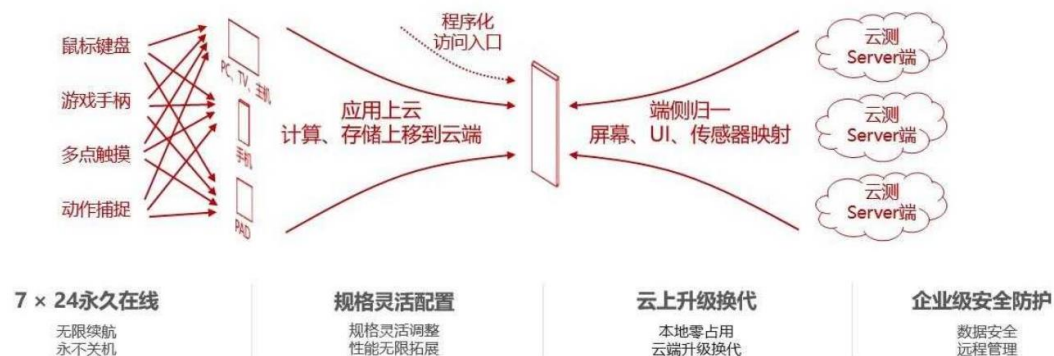 鼠标键盘
游戏手柄
多点触摸
动作捕捉
PC、TV、主机
手机
PAD
应用上云
计算、存储上移到云端
程序化
访问入口
端侧归一
屏幕、UI、传感器映射
云测
Server端
云测
Server端
云测
Server端
7 × 24永久在线
无限续航
永不关机
规格灵活配置
规格灵活调整
性能无限拓展
云上升级换代
本地零占用
云端升级换代
企业级安全防护
数据安全
远程管理